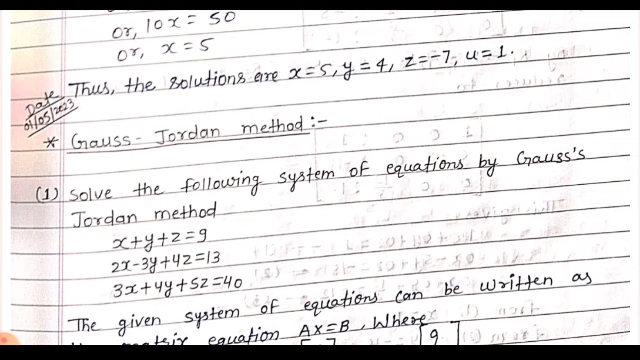 or, 10x = 50
or, x = 5
Thus, the solutions are x=5, y=4, z=-7, u=1.
Date
01/05/2023
* Gauss-Jordan method:-
(1) Solve the following system of equations by Gauss's
Jordan method
x+y+z=9
2x-3y+4z=13
3x+4y+5z=40
The given system of equations can be written as
matrix equation AX=B, Where